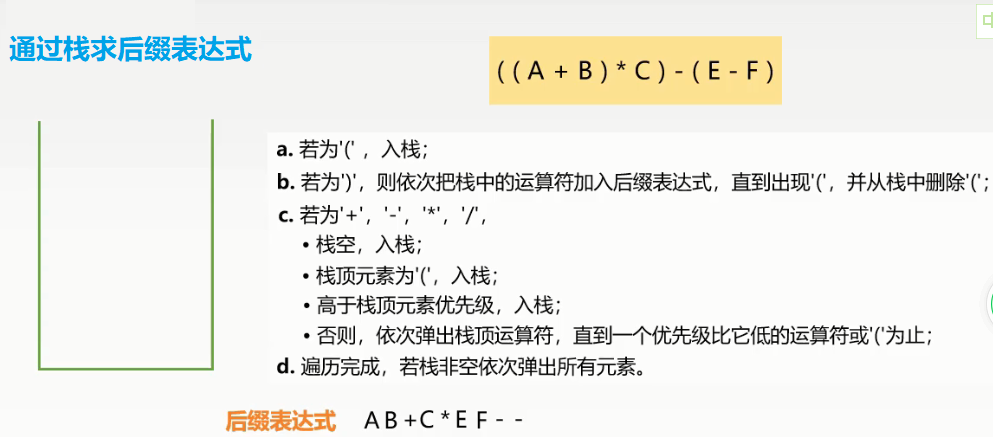 通过栈求后缀表达式
( ( A + B ) * C ) - ( E - F )
a. 若为'(' ，入栈；
b. 若为')'，则依次把栈中的运算符加入后缀表达式，直到出现'('，并从栈中删除'('；
c. 若为'+'，'-'，'*'，'/'，
• 栈空，入栈；
• 栈顶元素为'('，入栈；
• 高于栈顶元素优先级，入栈；
• 否则，依次弹出栈顶运算符，直到一个优先级比它低的运算符或'('为止；
d. 遍历完成，若栈非空依次弹出所有元素。
后缀表达式 A B + C * E F - -